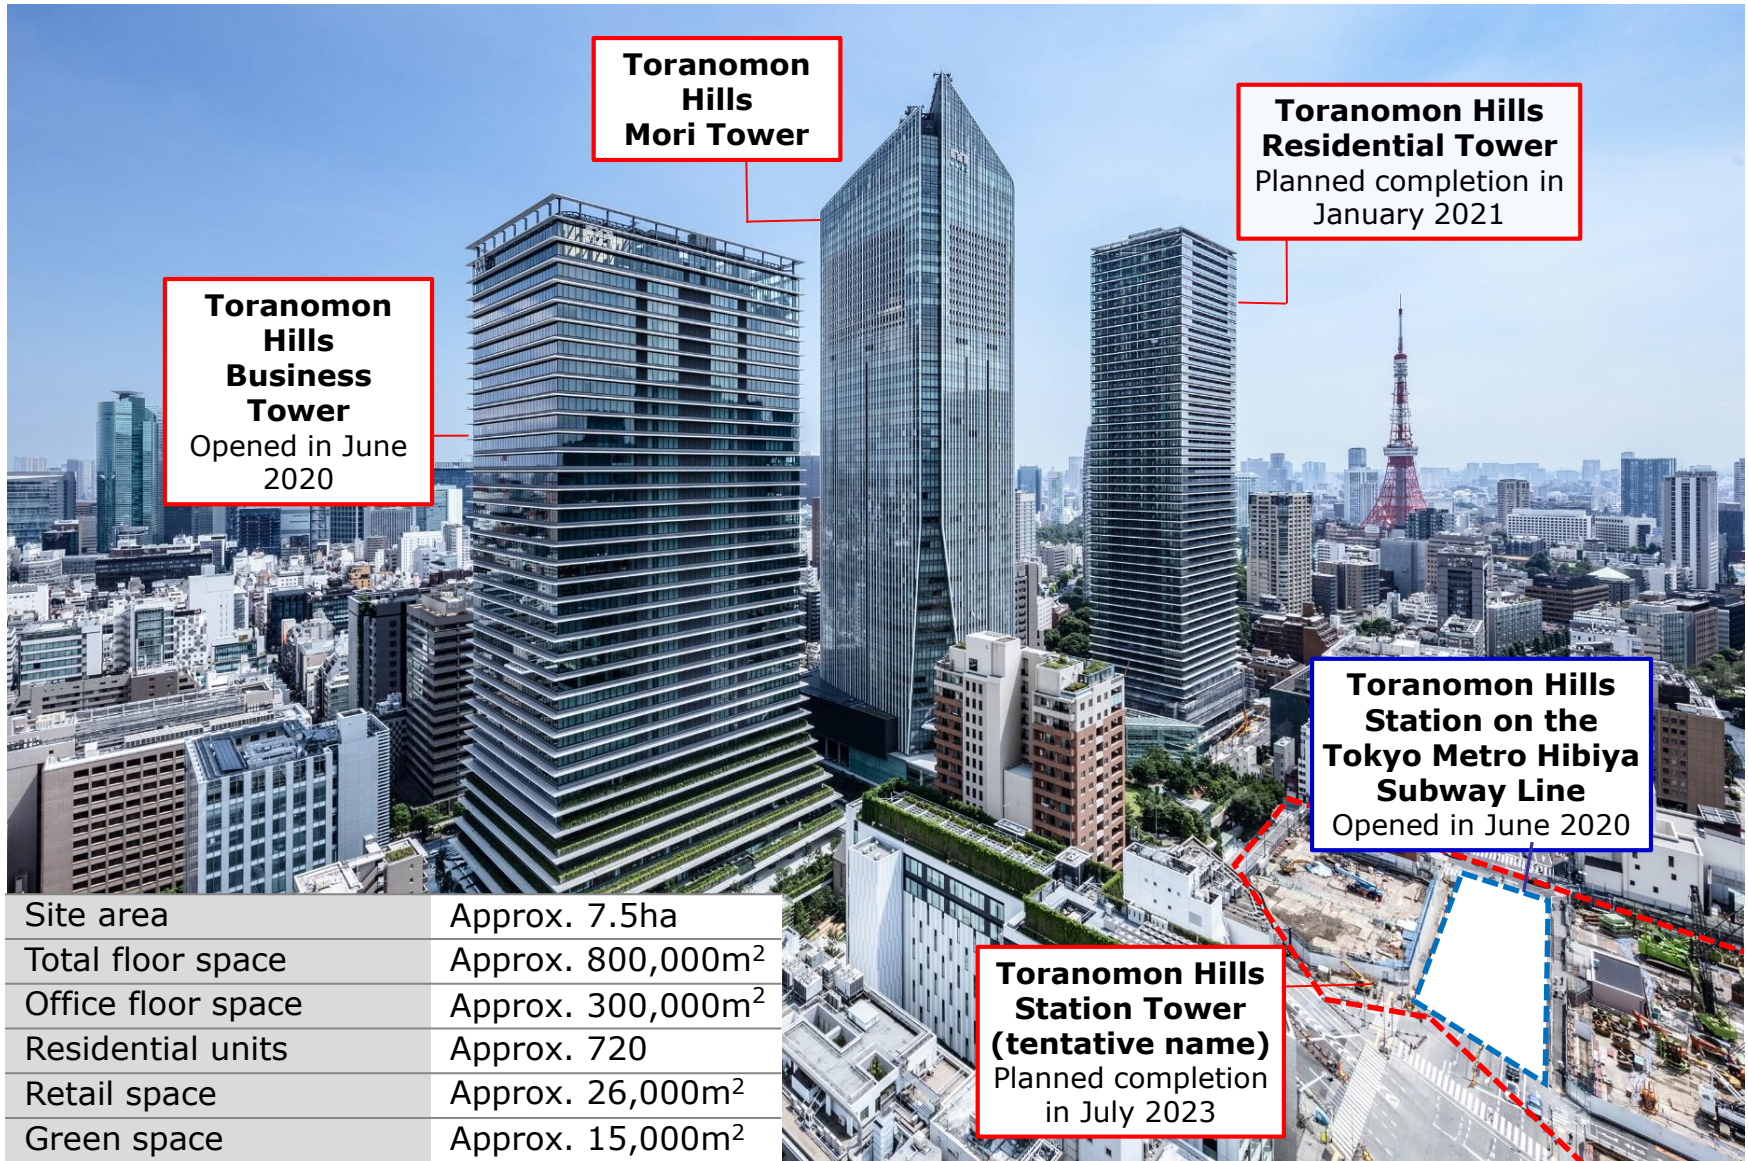 Toranomon
Hills
Mori Tower
Toranomon Hills
Residential Tower
Planned completion in
January 2021
Toranomon
Hills
Business
Tower
Opened in June
2020
Toranomon Hills
Station on the
Tokyo Metro Hibiya
Subway Line
Opened in June 2020
Toranomon Hills
Station Tower
(tentative name)
Planned completion
in July 2023
Site area Approx. 7.5ha
Total floor space Approx. 800,000m²
Office floor space Approx. 300,000m²
Residential units Approx. 720
Retail space Approx. 26,000m²
Green space Approx. 15,000m²